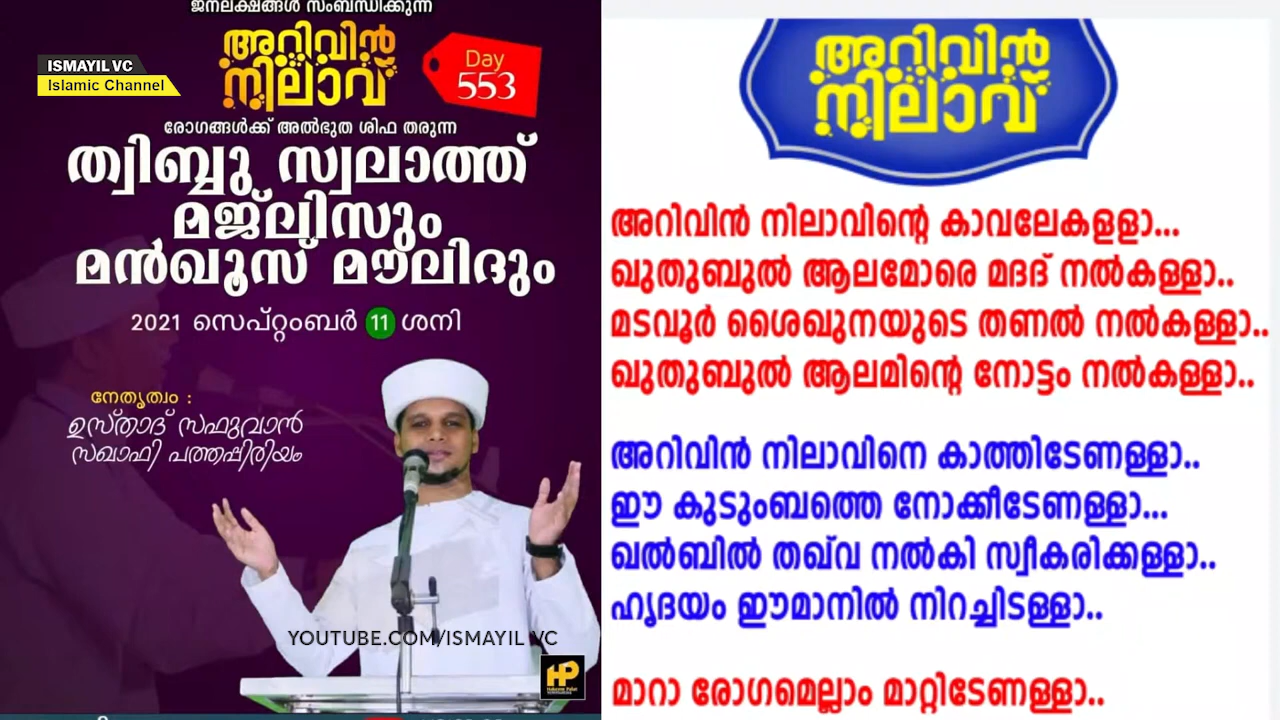 ജനലക്ഷങ്ങൾ സംബന്ധിക്കുന്ന
അറിവിൻ
നിലാവ്
ISMAYIL VC
Islamic Channel
Day
553
രോഗങ്ങൾക്ക് അൽഭുത ശിഫ തരുന്ന
ത്വിബ്ബു സ്വലാത്ത്
മജ്‌ലിസും
മൻഖൂസ് മൗലിദും
2021 സെപ്റ്റംബർ 11 ശനി
നേതൃത്വം :
ഉസ്താദ് സഫുവാൻ
സഖാഫി പത്തപ്പിരിയം
YOUTUBE.COM/ISMAYIL VC
HP
അറിവിൻ
നിലാവ്
അറിവിൻ നിലാവിന്റെ കാവലേകളളാ...
ഖുതുബുൽ ആലമോരെ മദദ് നൽകള്ളാ..
മടവൂർ ശൈഖുനയുടെ തണൽ നൽകള്ളാ..
ഖുതുബുൽ ആലമിന്റെ നോട്ടം നൽകള്ളാ..
അറിവിൻ നിലാവിനെ കാത്തിടേണള്ളാ..
ഈ കുടുംബത്തെ നോക്കീടേണള്ളാ...
ഖൽബിൽ തഖ്‌വ നൽകി സ്വീകരിക്കള്ളാ..
ഹൃദയം ഈമാനിൽ നിറച്ചിടള്ളാ..
മാറാ രോഗമെല്ലാം മാറ്റിടേണള്ളാ..